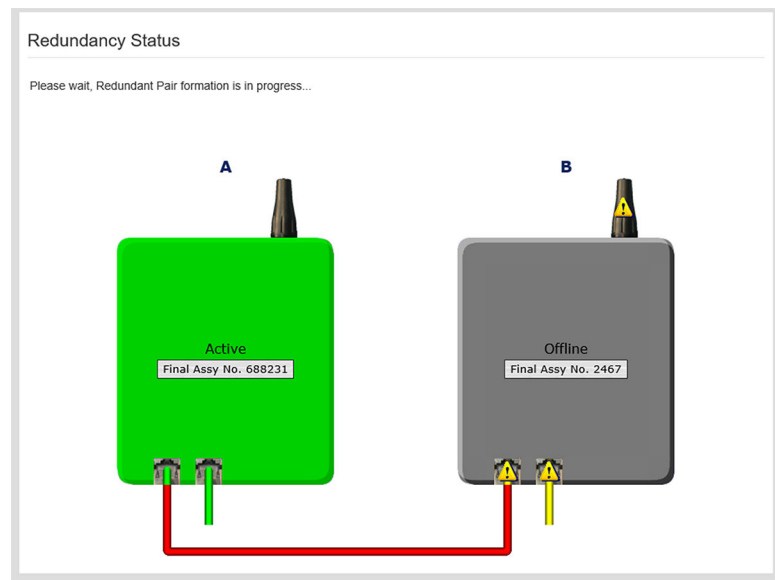 Redundancy Status
Please wait, Redundant Pair formation is in progress...
A
B
Active
Final Assy No. 688231
Offline
Final Assy No. 2467